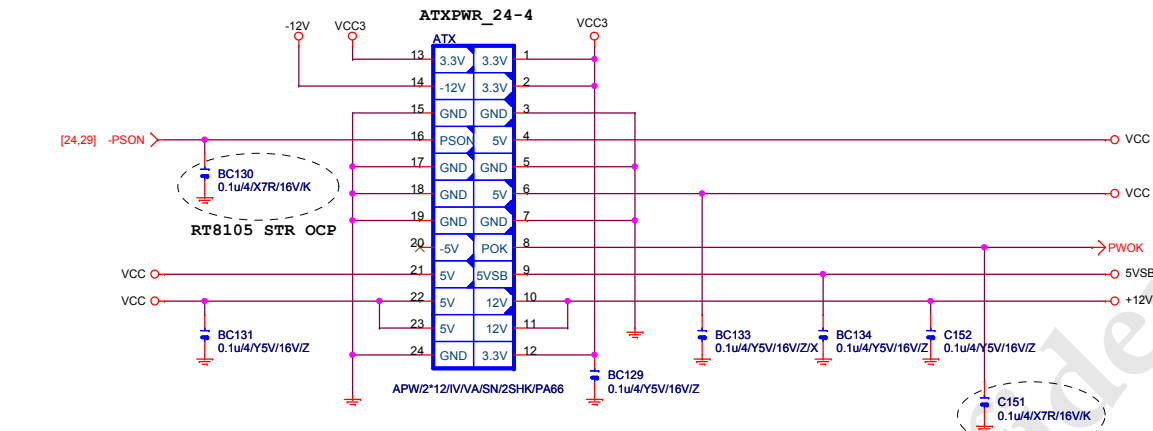 ATXPWR_24-4
-12V VCC3 VCC3
ATX
13 3.3V 3.3V 1
14 -12V 3.3V 2
15 GND GND 3
[24,29] -PSON 16 PSON 5V 4 VCC
17 GND GND 5
BC130
0.1u/4/X7R/16V/K
18 GND 5V 6 VCC
19 GND GND 7
RT8105 STR OCP
20 -5V POK 8 PWOK
VCC 21 5V 5VSB 9 5VSB
VCC 22 5V 12V 10 +12V
23 5V 12V 11
BC131
0.1u/4/Y5V/16V/Z
BC133
0.1u/4/Y5V/16V/Z/X
BC134
0.1u/4/Y5V/16V/Z
C152
0.1u/4/Y5V/16V/Z
24 GND 3.3V 12
BC129
0.1u/4/Y5V/16V/Z
APW/2*12/IV/VA/SN/2SHK/PA66
C151
0.1u/4/X7R/16V/K
fide